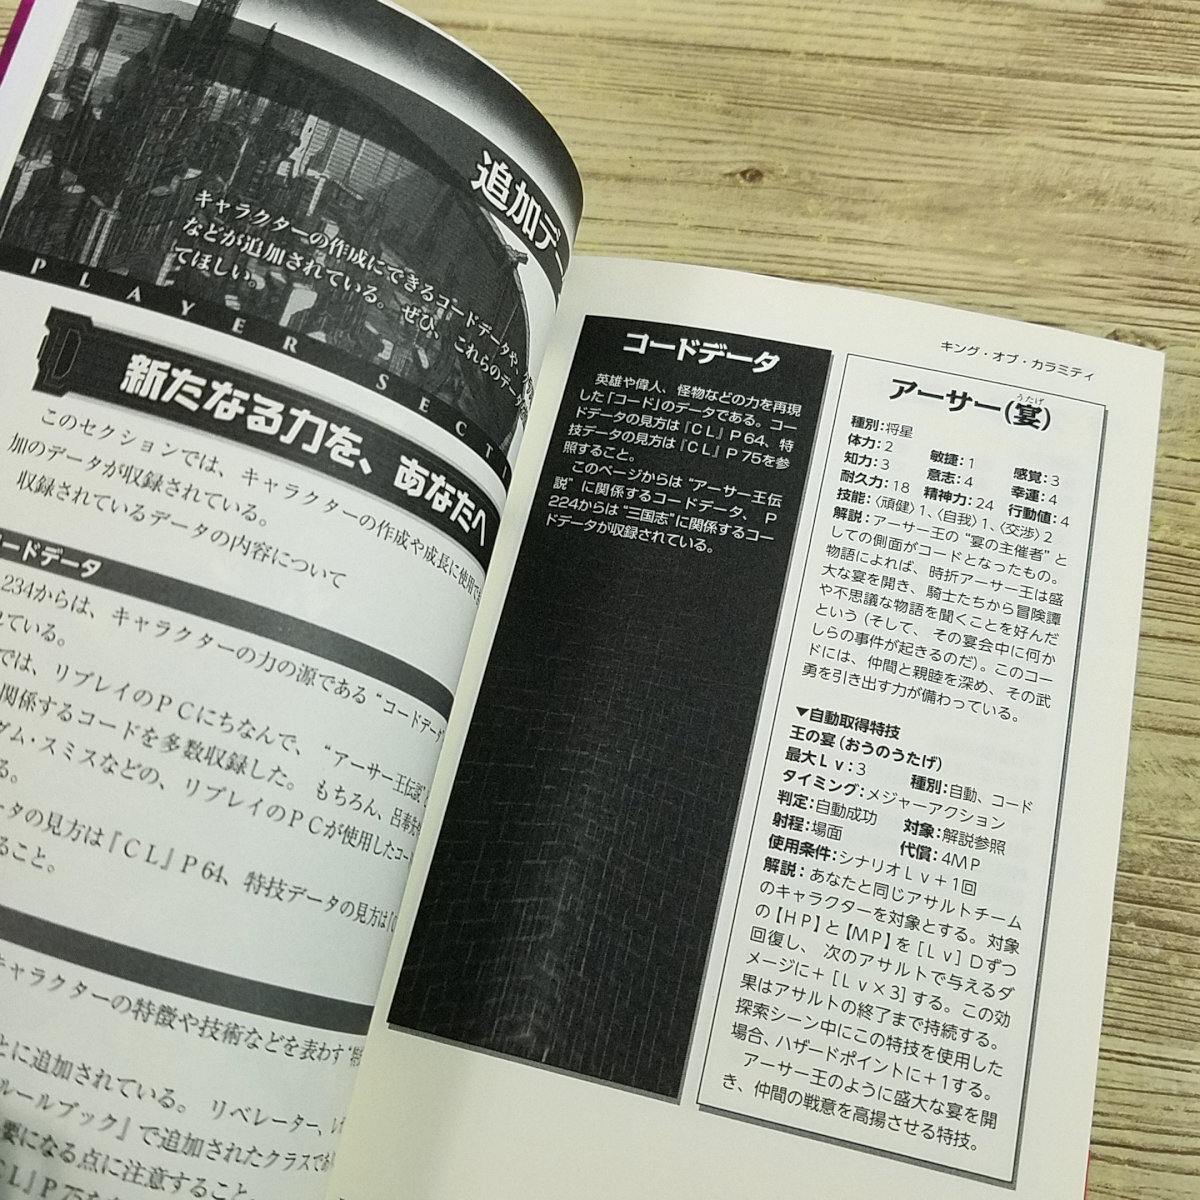 追加デー
キャラクターの作成にできるコードデータや、
などが追加されている。ぜひ、これらのデータ
てほしい。
PLAYER SECTI
新たなる力を、あなたへ
このセクションでは、キャラクターの作成や成長に使用で
加のデータが収録されている。
収録されているデータの内容について
ードデータ
234からは、キャラクターの力の源である“コードデータ”
れている。
では、リプレイのＰＣにちなんで、“アーサー王伝説”
関係するコードを多数収録した。もちろん、呂奉先
ダム・スミスなどの、リプレイのＰＣが使用したコー
る。
ータの見方は『ＣＬ』Ｐ64、特技データの見方は『Ｃ
ること。
キャラクターの特徴や技術などを表わす“特
とに追加されている。リベレーター、レ
ルールブック』で追加されたクラスであ
要になる点に注意すること。
ＣＬ』Ｐ75を
キング・オブ・カラミティ
コードデータ
英雄や偉人、怪物などの力を再現
した「コード」のデータである。コー
ドデータの見方は『ＣＬ』Ｐ64、特
技データの見方は『ＣＬ』Ｐ75を参
照すること。
このページからは“アーサー王伝
説”に関係するコードデータ、Ｐ
224からは“三国志”に関係するコー
ドデータが収録されている。
アーサー(宴)
うたげ
種別：将星
体力：2 敏捷：1 感覚：3
知力：3 意志：4 幸運：4
耐久力：18 精神力：24 行動値：4
技能：〈頑健〉1、〈自我〉1、〈交渉〉2
解説：アーサー王の“宴の主催者”と
しての側面がコードとなったもの。
物語によれば、時折アーサー王は盛
大な宴を開き、騎士たちから冒険譚
や不思議な物語を聞くことを好んだ
という（そして、その宴会中に何か
しらの事件が起きるのだ）。このコー
ドには、仲間と親睦を深め、その武
勇を引き出す力が備わっている。
▼自動取得特技
王の宴（おうのうたげ）
最大Ｌｖ：3 種別：自動、コード
タイミング：メジャーアクション
判定：自動成功 対象：解説参照
射程：場面 代償：4ＭＰ
使用条件：シナリオＬｖ＋1回
解説：あなたと同じアサルトチーム
のキャラクターを対象とする。対象
の【ＨＰ】と【ＭＰ】を［Ｌｖ］Ｄずつ
回復し、次のアサルトで与えるダ
メージに＋［Ｌｖ×3］する。この効
果はアサルトの終了まで持続する。
探索シーン中にこの特技を使用した
場合、ハザードポイントに＋1する。
アーサー王のように盛大な宴を開
き、仲間の戦意を高揚させる特技。